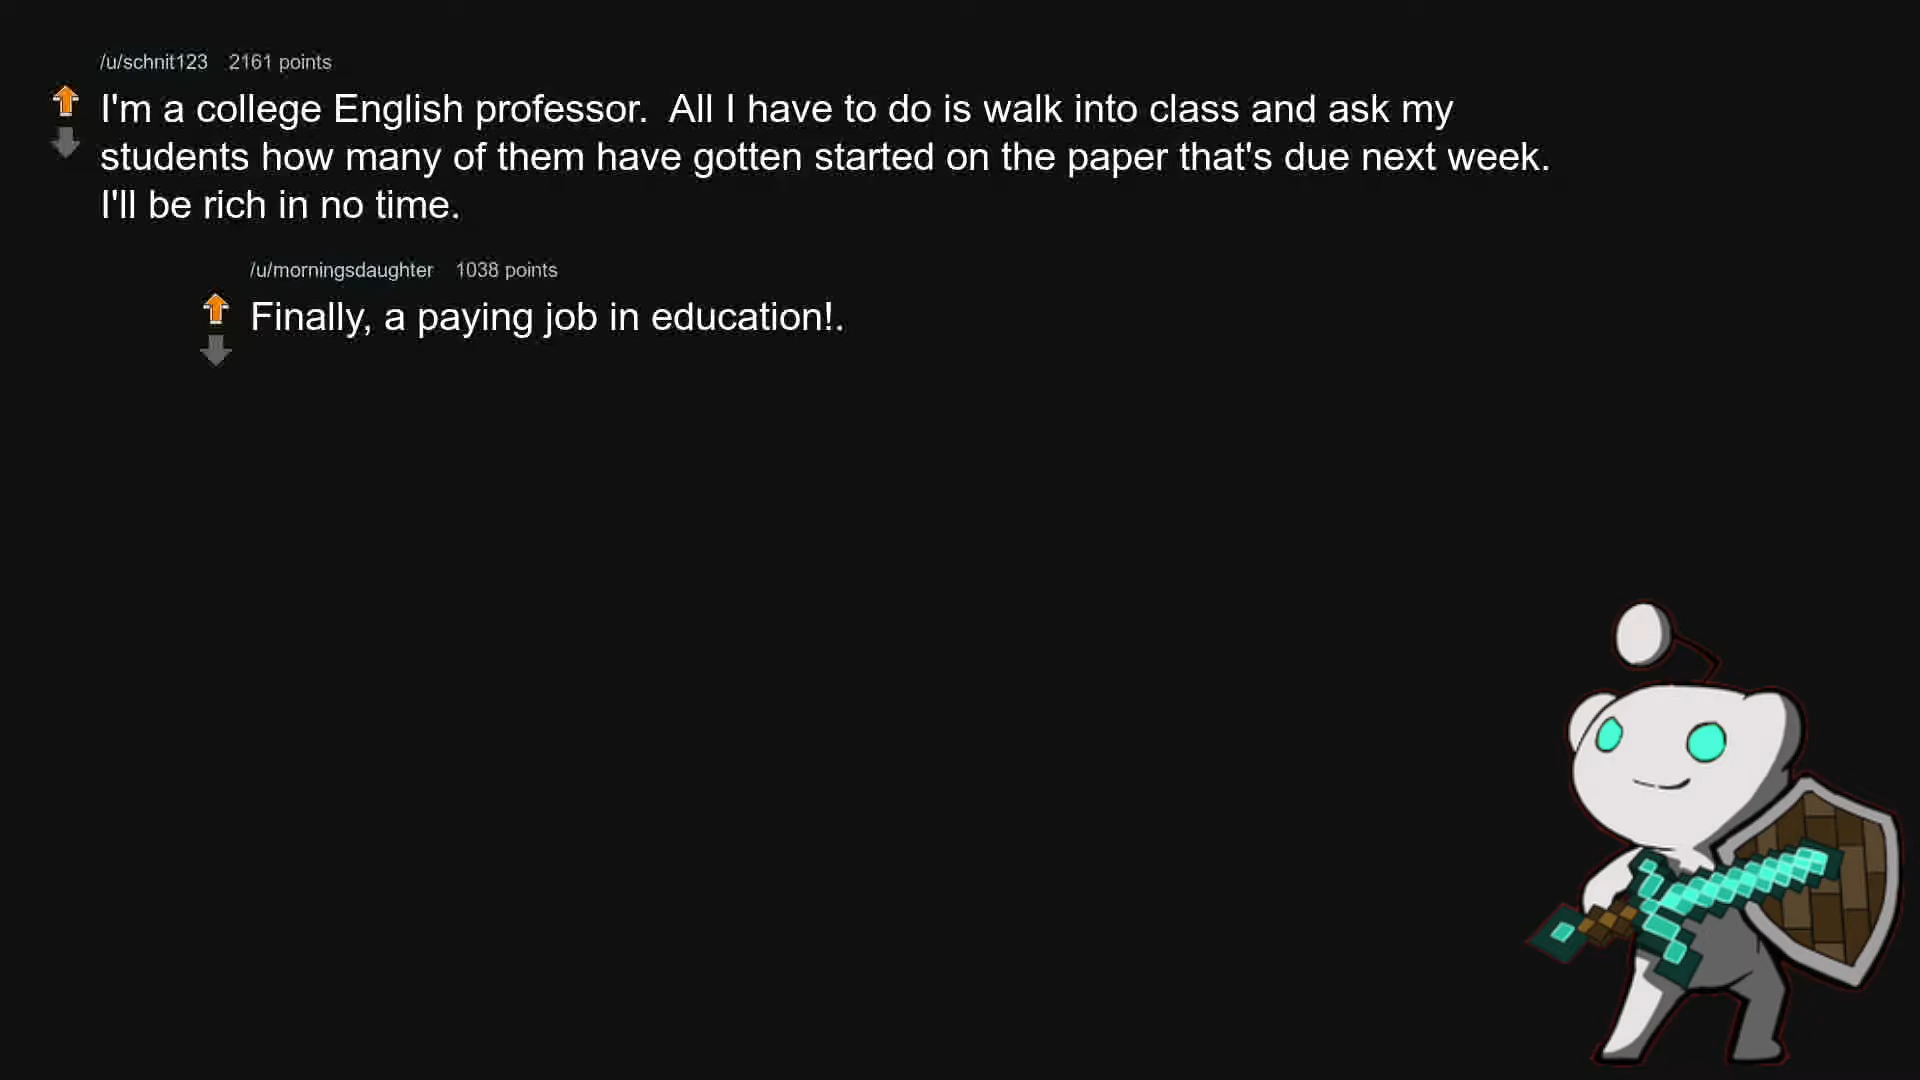 /u/schnit123 2161 points
I'm a college English professor.  All I have to do is walk into class and ask my
students how many of them have gotten started on the paper that's due next week.
I'll be rich in no time.
/u/morningsdaughter 1038 points
Finally, a paying job in education!.